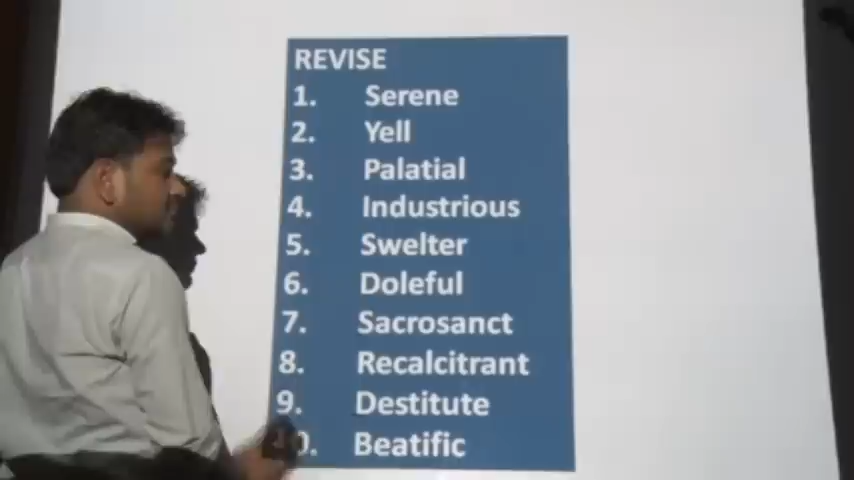 REVISE
1. Serene
2. Yell
3. Palatial
4. Industrious
5. Swelter
6. Doleful
7. Sacrosanct
8. Recalcitrant
9. Destitute
10. Beatific